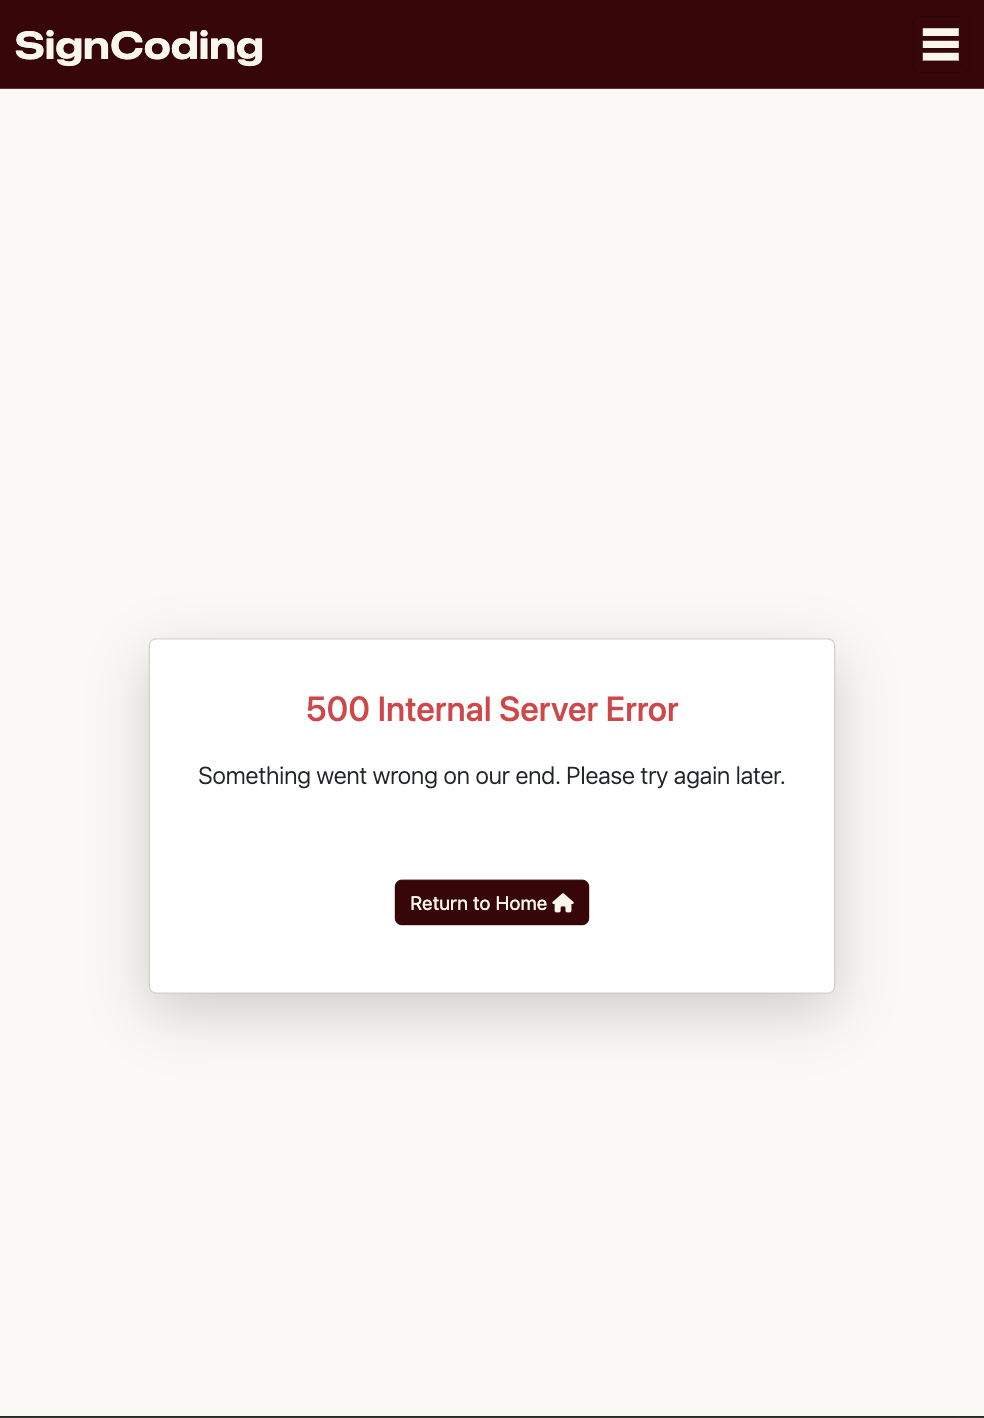 SignCoding
500 Internal Server Error
Something went wrong on our end. Please try again later.
Return to Home